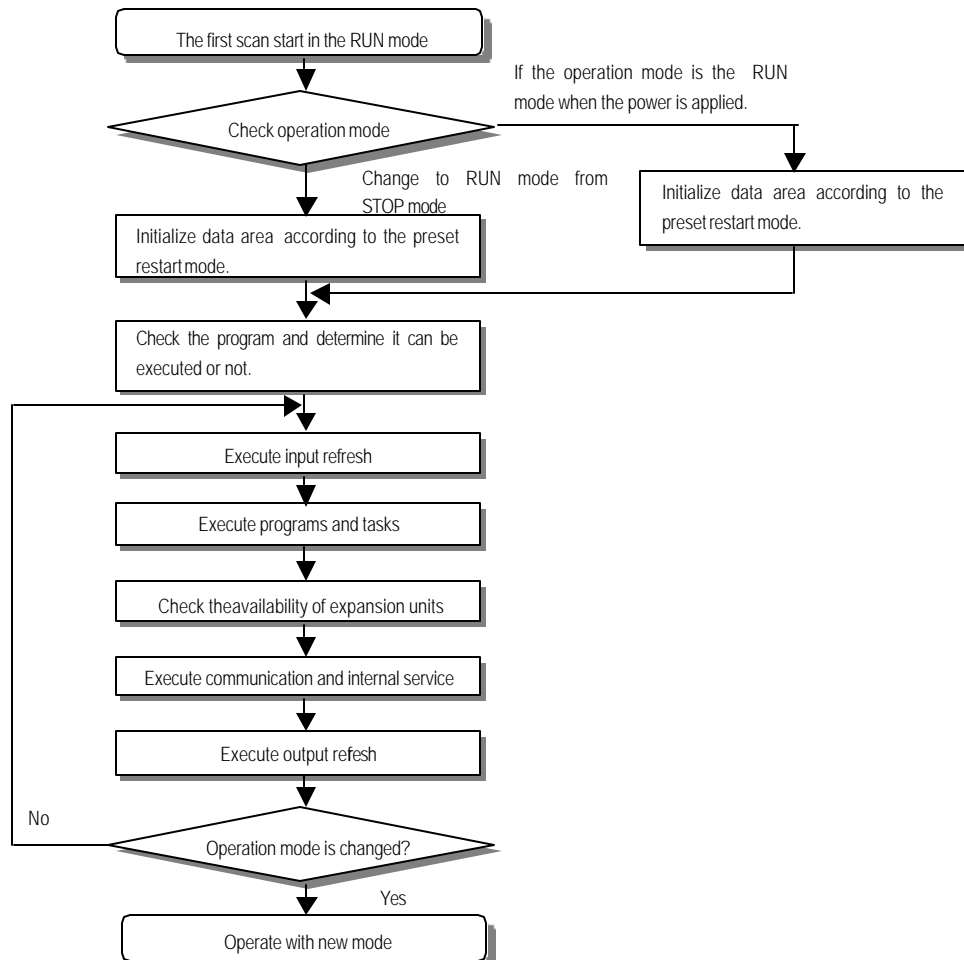 The first scan start in the RUN mode
If the operation mode is the RUN
mode when the power is applied.
Check operation mode
Change to RUN mode from
STOP mode
Initialize data area according to the
preset restart mode.
Initialize data area according to the preset
restart mode.
Check the program and determine it can be
executed or not.
Execute input refresh
Execute programs and tasks
Check theavailability of expansion units
Execute communication and internal service
Execute output refesh
No
Operation mode is changed?
Yes
Operate with new mode